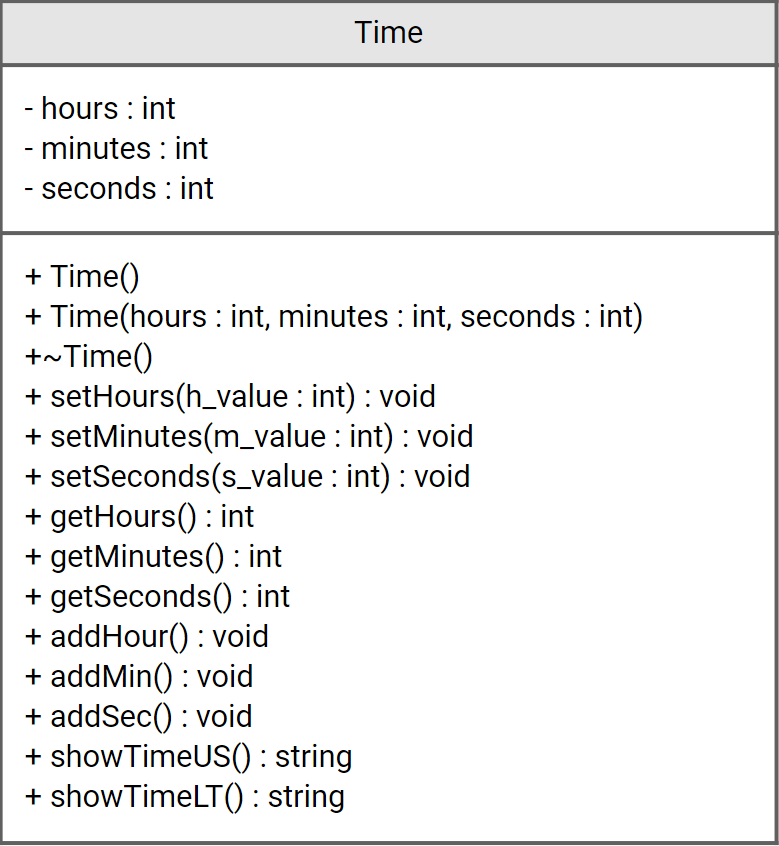 Time
- hours : int
- minutes : int
- seconds : int
+ Time()
+ Time(hours : int, minutes : int, seconds : int)
+~Time()
+ setHours(h_value : int) : void
+ setMinutes(m_value : int) : void
+ setSeconds(s_value : int) : void
+ getHours() : int
+ getMinutes() : int
+ getSeconds() : int
+ addHour() : void
+ addMin() : void
+ addSec() : void
+ showTimeUS() : string
+ showTimeLT() : string